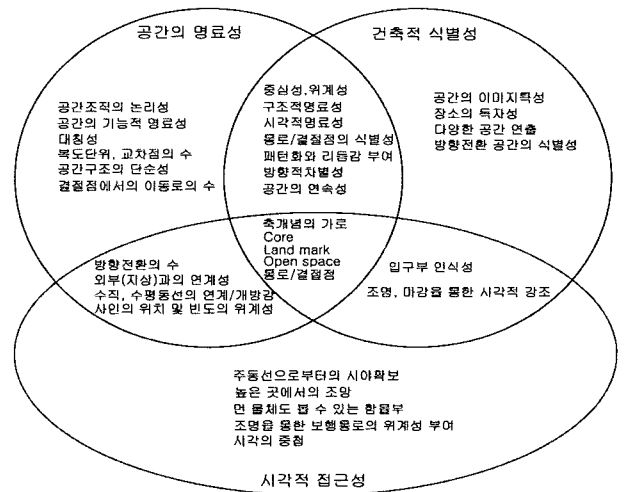 공간의 명료성
건축적 식별성
공간조직의 논리성
공간의 기능적 명료성
대칭성
복도단위, 교차점의 수
공간구조의 단순성
결절점에서의 이동로의 수
중심성,위계성
구조적명료성
시각적명료성
통로/결절점의 식별성
패턴화와 리듬감 부여
방향적차별성
공간의 연속성
공간의 이미지특성
장소의 독자성
다양한 공간 연출
방향전환 공간의 식별성
축개념의 가로
Core
Land mark
Open space
통로/결절점
방향전환의 수
외부(지상)과의 연계성
수직, 수평동선의 연계/개방감
사인의 위치 및 빈도의 위계성
입구부 인식성
조명, 마감을 통한 시각적 강조
주동선으로부터의 시야확보
높은 곳에서의 조망
먼 물체도 볼 수 있는 함몰부
조명을 통한 보행통로의 위계성 부여
시각의 중첩
시각적 접근성